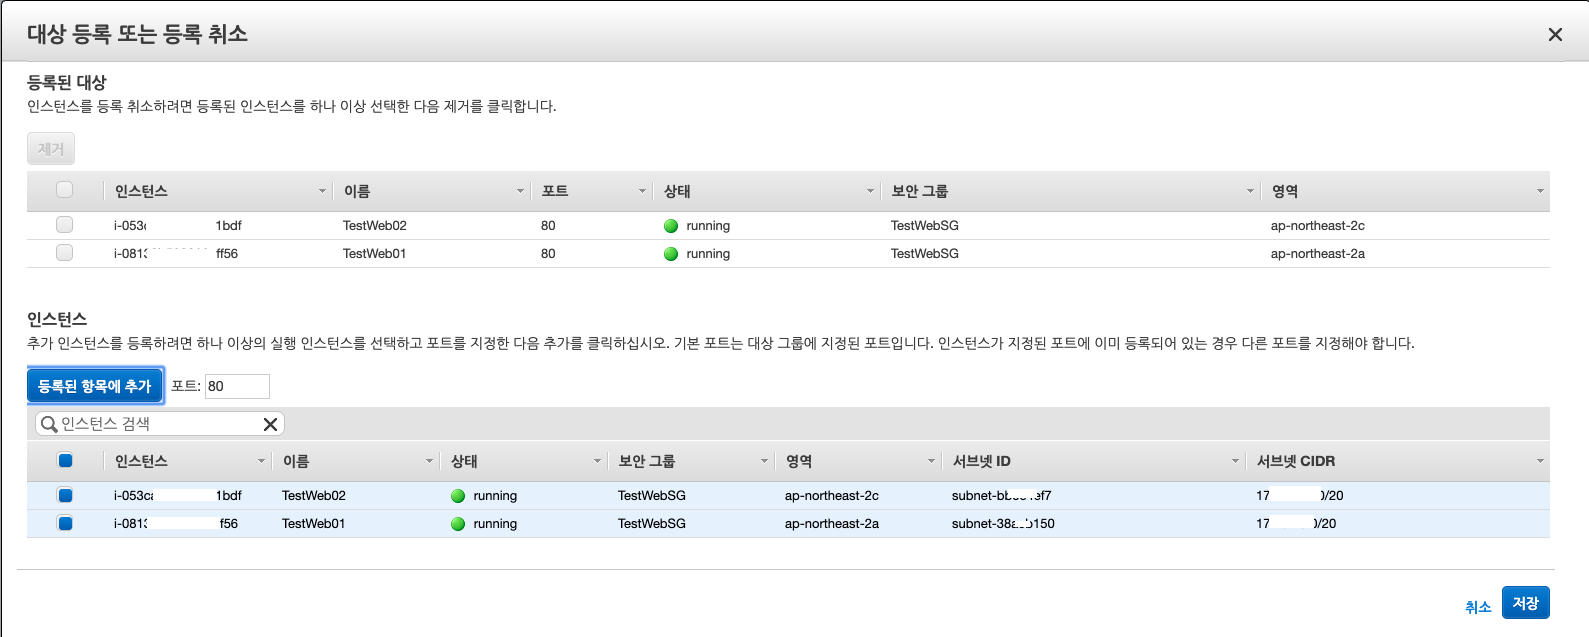 대상 등록 또는 등록 취소
등록된 대상
인스턴스를 등록 취소하려면 등록된 인스턴스를 하나 이상 선택한 다음 제거를 클릭합니다.
제거
인스턴스 이름 포트 상태 보안 그룹 영역
i-053 1bdf TestWeb02 80 running TestWebSG ap-northeast-2c
i-081 ff56 TestWeb01 80 running TestWebSG ap-northeast-2a
인스턴스
추가 인스턴스를 등록하려면 하나 이상의 실행 인스턴스를 선택하고 포트를 지정한 다음 추가를 클릭하십시오. 기본 포트는 대상 그룹에 지정된 포트입니다. 인스턴스가 지정된 포트에 이미 등록되어 있는 경우 다른 포트를 지정해야 합니다.
등록된 항목에 추가 포트: 80
인스턴스 검색
인스턴스 이름 상태 보안 그룹 영역 서브넷 ID 서브넷 CIDR
i-053c 1bdf TestWeb02 running TestWebSG ap-northeast-2c subnet-b ef7 17 /20
i-081 f56 TestWeb01 running TestWebSG ap-northeast-2a subnet-38 b150 17 /20
취소 저장